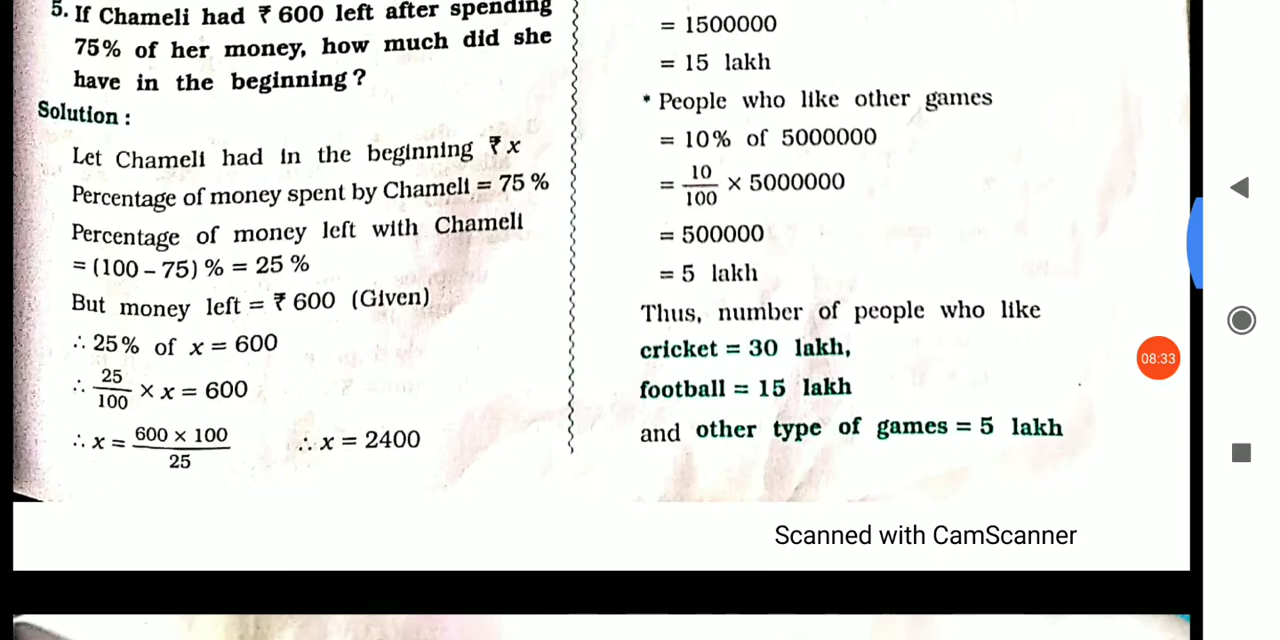 5. If Chameli had ₹ 600 left after spending
75% of her money, how much did she
have in the beginning ?
Solution :
Let Chameli had in the beginning ₹ x
Percentage of money spent by Chameli = 75 %
Percentage of money left with Chameli
= (100 – 75) % = 25 %
But money left = ₹ 600 (Given)
∴ 25% of x = 600
∴ 25/100 × x = 600
∴ x = 600 × 100/25 ∴ x = 2400
= 1500000
= 15 lakh
* People who like other games
= 10% of 5000000
= 10/100 × 5000000
= 500000
= 5 lakh
Thus, number of people who like
cricket = 30 lakh,
football = 15 lakh
and other type of games = 5 lakh
Scanned with CamScanner
08:33